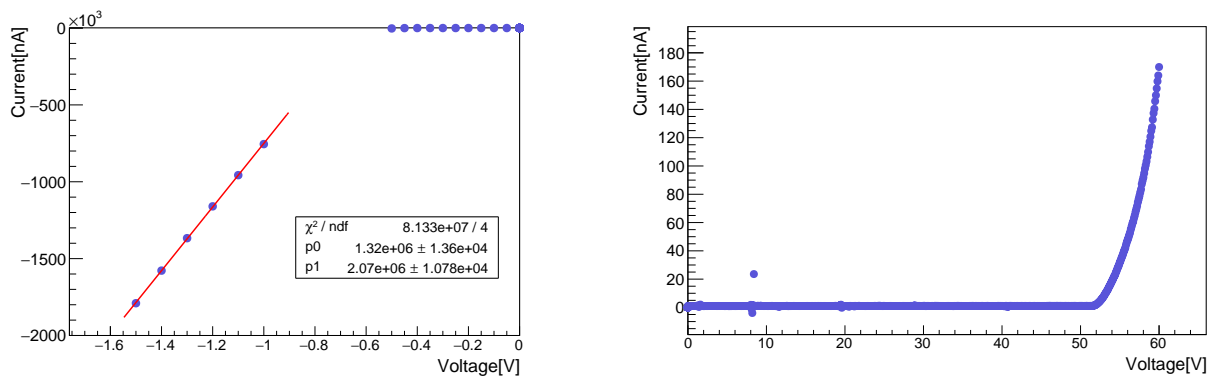 ×10³
0
−500
−1000
−1500
−2000
Current[nA]
−1.6 −1.4 −1.2 −1 −0.8 −0.6 −0.4 −0.2 0
Voltage[V]
χ² / ndf 8.133e+07 / 4
p0 1.32e+06 ± 1.36e+04
p1 2.07e+06 ± 1.078e+04
Current[nA]
180
160
140
120
100
80
60
40
20
0
0 10 20 30 40 50 60
Voltage[V]